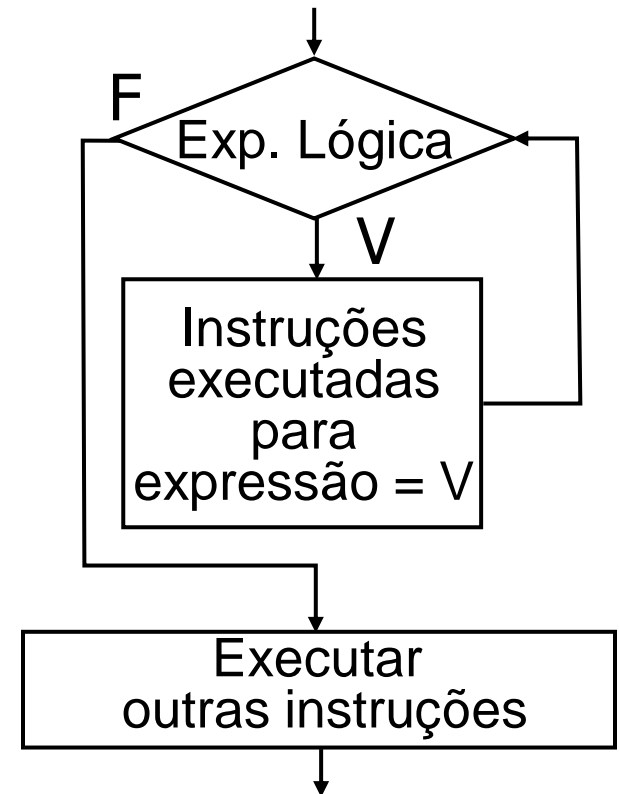 F
Exp. Lógica
V
Instruções
executadas
para
expressão = V
Executar
outras instruções